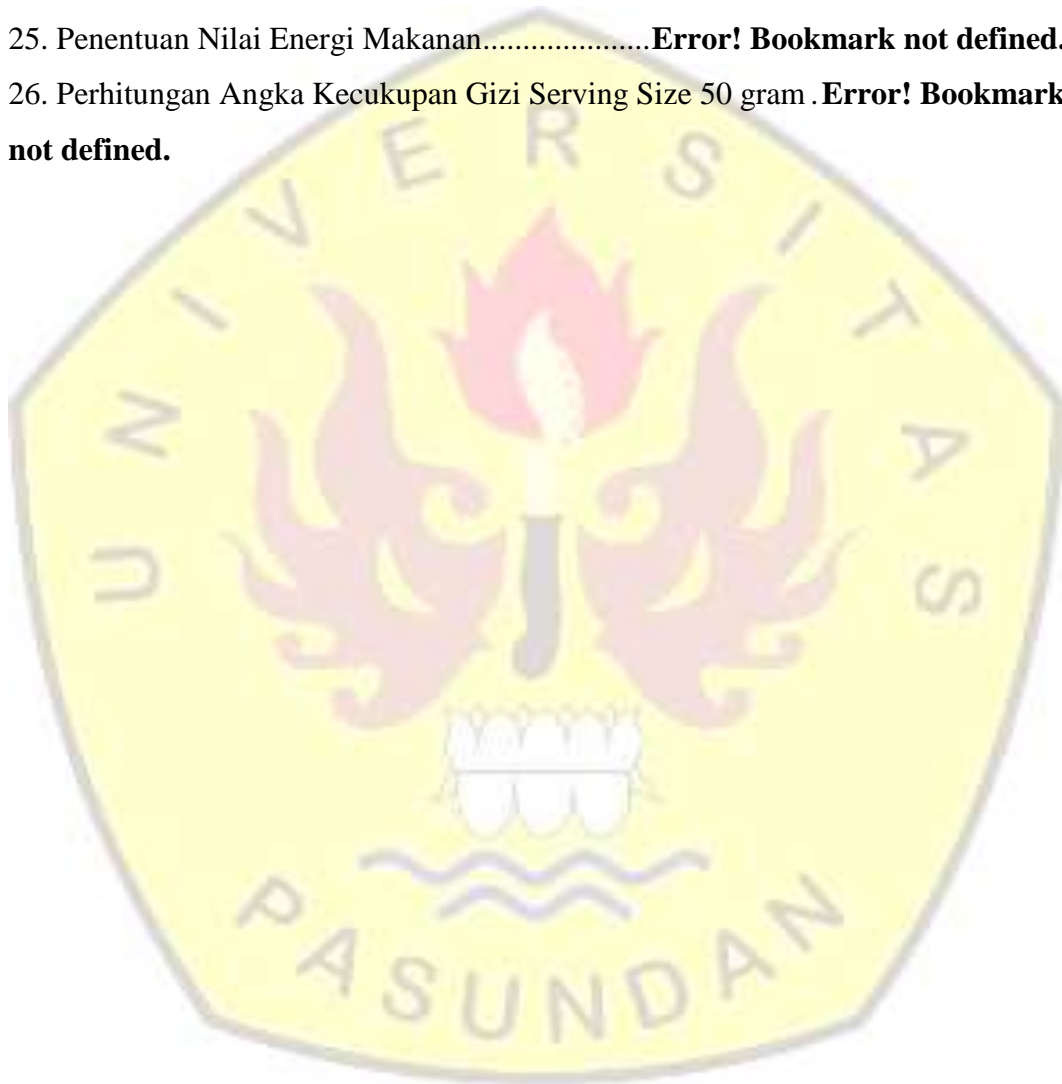 25. Penentuan Nilai Energi Makanan.....................Error! Bookmark not defined.
26. Perhitungan Angka Kecukupan Gizi Serving Size 50 gram .Error! Bookmark
not defined.
UNIVERSITAS
PASUNDAN